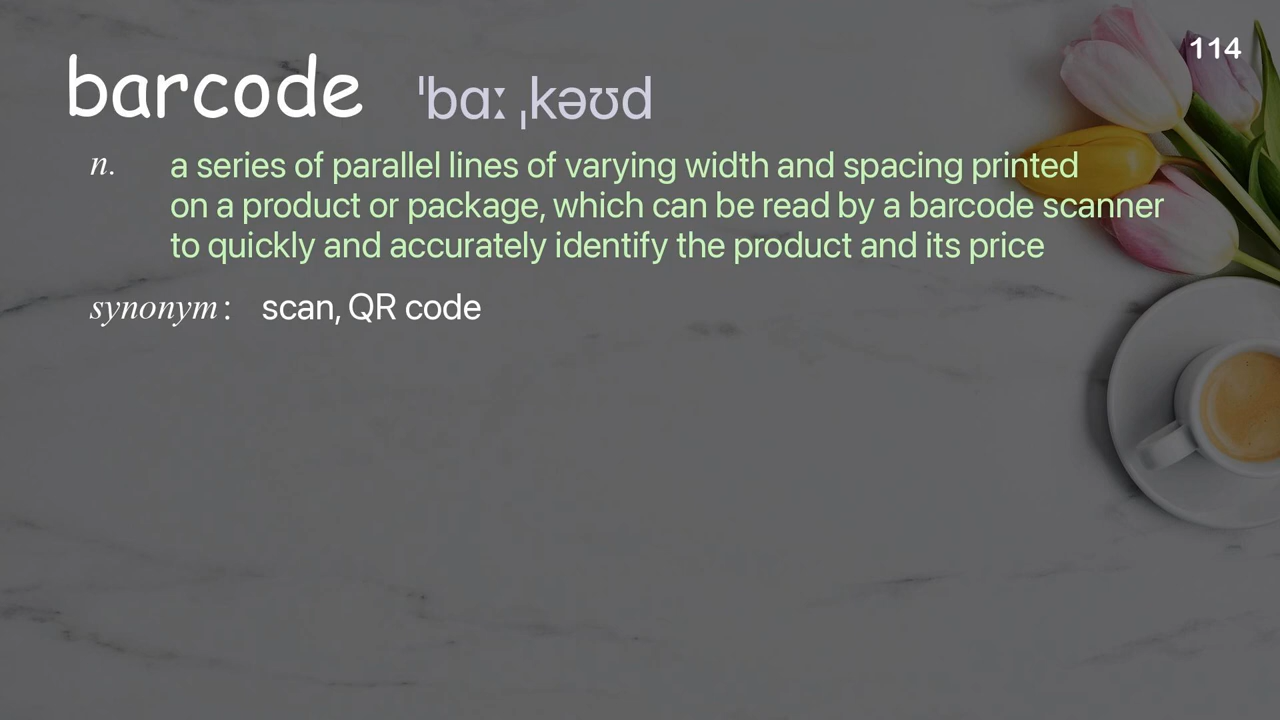 114
barcode ˈbɑː ˌkəʊd
n. a series of parallel lines of varying width and spacing printed
on a product or package, which can be read by a barcode scanner
to quickly and accurately identify the product and its price
synonym : scan, QR code